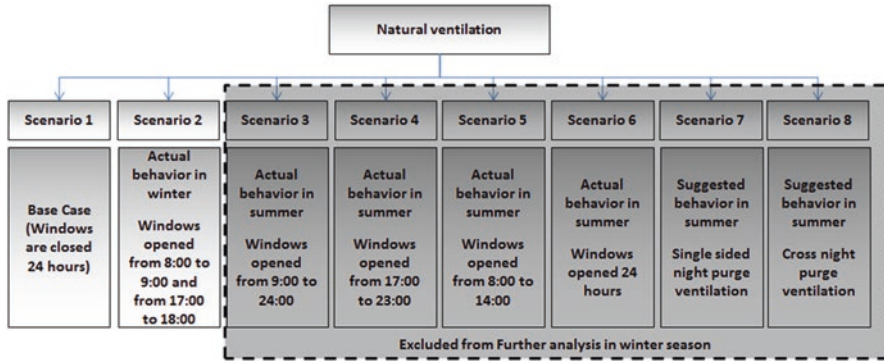 Natural ventilation
Scenario 1
Scenario 2
Scenario 3
Scenario 4
Scenario 5
Scenario 6
Scenario 7
Scenario 8
Base Case
(Windows
are closed
24 hours)
Actual
behavior in
winter
Windows
opened
from 8:00 to
9:00 and
from 17:00
to 18:00
Actual
behavior in
summer
Windows
opened
from 9:00 to
24:00
Actual
behavior in
summer
Windows
opened
from 17:00
to 23:00
Actual
behavior in
summer
Windows
opened
from 8:00 to
14:00
Actual
behavior in
summer
Windows
opened 24
hours
Suggested
behavior in
summer
Single sided
night purge
ventilation
Suggested
behavior in
summer
Cross night
purge
ventilation
Excluded from Further analysis in winter season